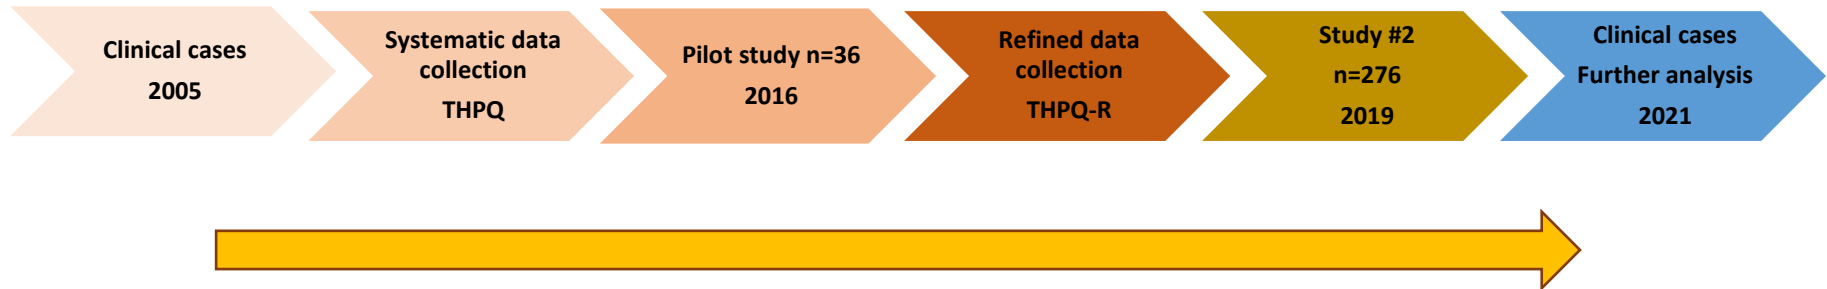 Clinical cases
2005
Systematic data
collection
THPQ
Pilot study n=36
2016
Refined data
collection
THPQ-R
Study #2
n=276
2019
Clinical cases
Further analysis
2021